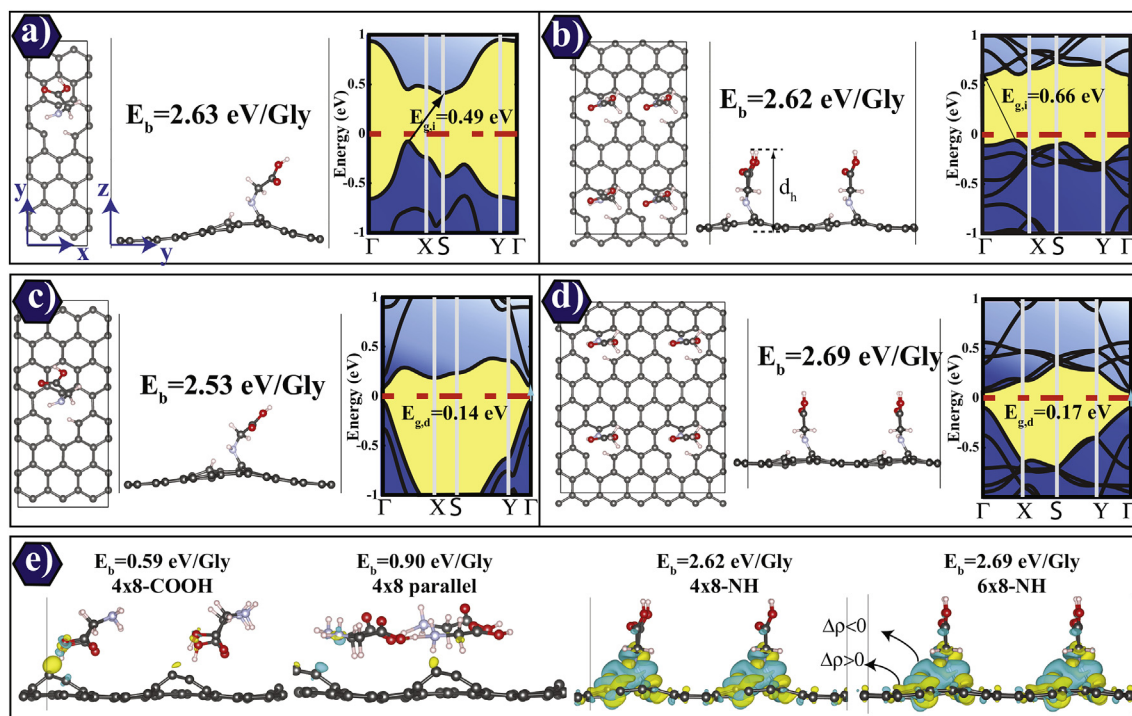 a)
E_b=2.63 eV/Gly
y
x
z
y
Energy (eV)
1
0.5
0
-0.5
-1
E_g,i=0.49 eV
Γ X S Y Γ
b)
E_b=2.62 eV/Gly
d_h
Energy (eV)
1
0.5
0
-0.5
-1
E_g,i=0.66 eV
Γ X S Y Γ
c)
E_b=2.53 eV/Gly
Energy (eV)
1
0.5
0
-0.5
-1
E_g,d=0.14 eV
Γ X S Y Γ
d)
E_b=2.69 eV/Gly
Energy (eV)
1
0.5
0
-0.5
-1
E_g,d=0.17 eV
Γ X S Y Γ
e)
E_b=0.59 eV/Gly
4x8-COOH
E_b=0.90 eV/Gly
4x8 parallel
E_b=2.62 eV/Gly
4x8-NH
E_b=2.69 eV/Gly
6x8-NH
Δρ<0
Δρ>0